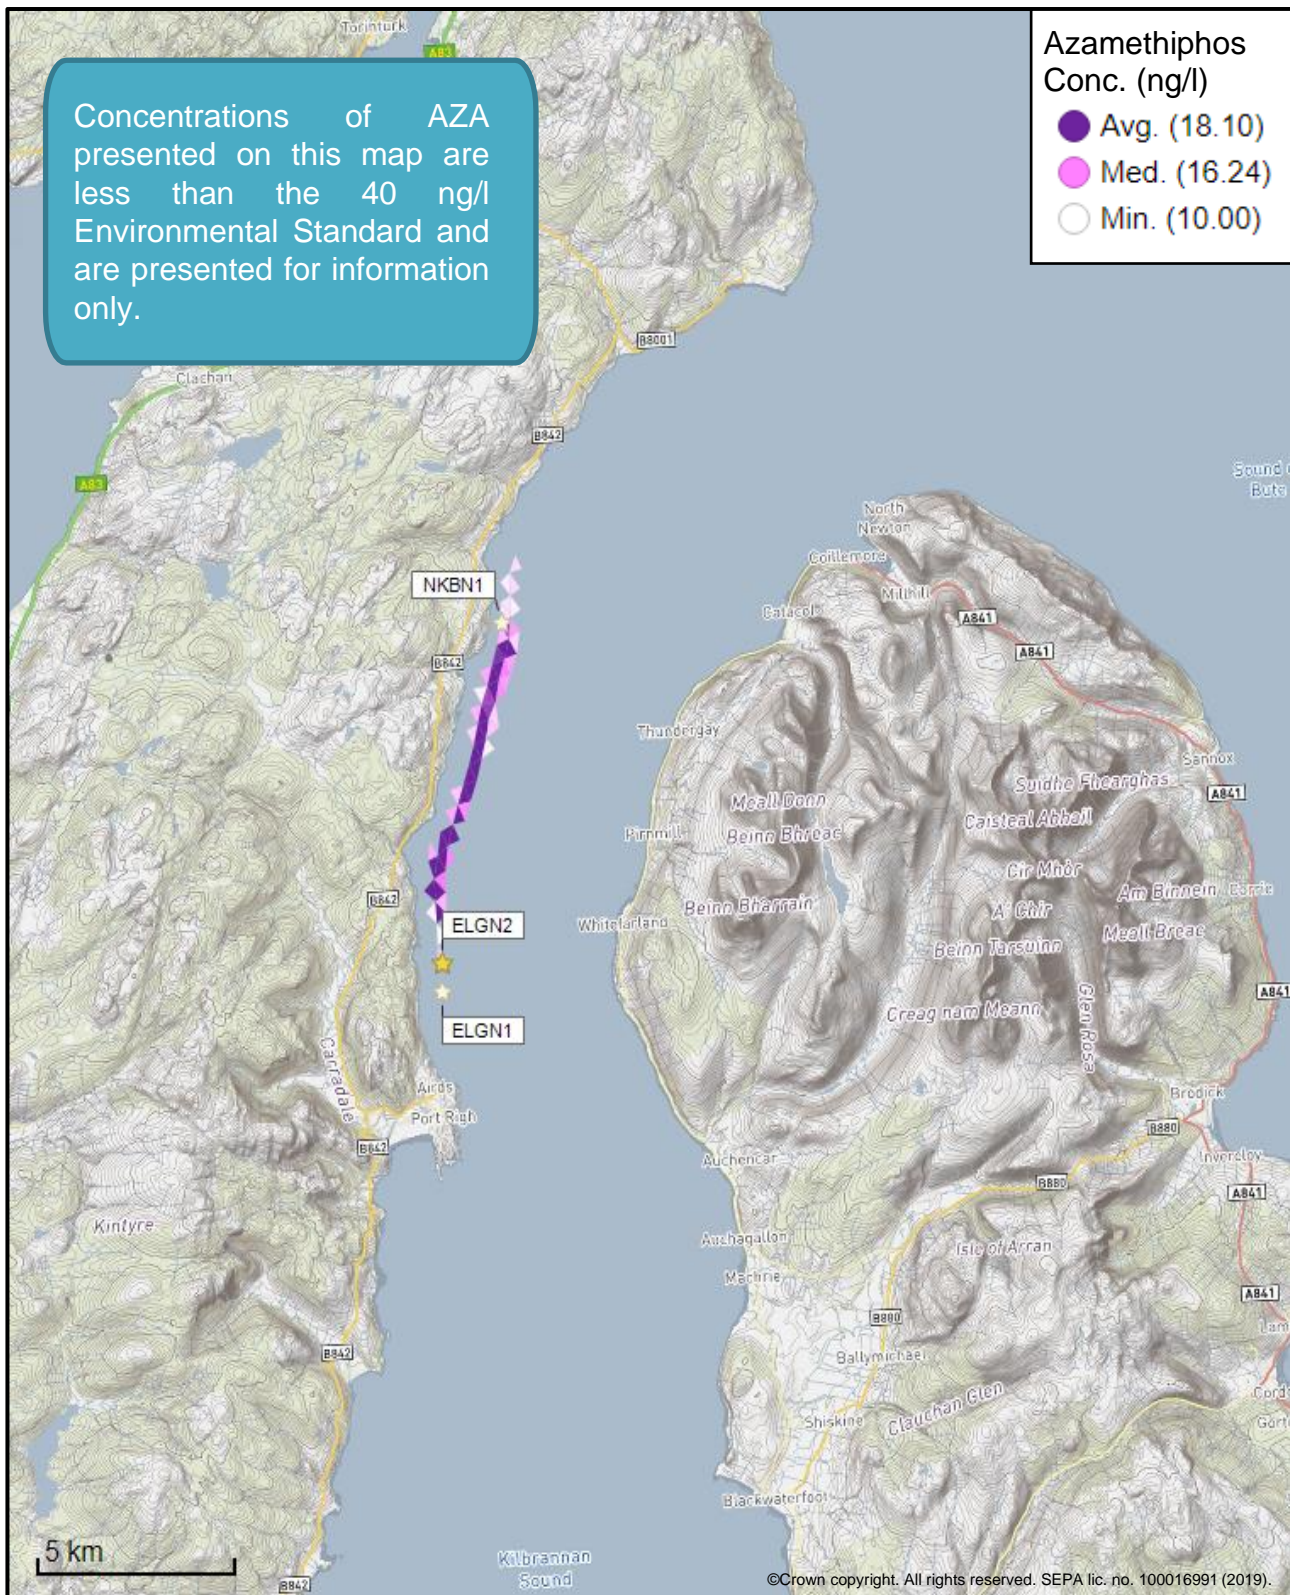 Torinturk
A83
Concentrations of AZA
presented on this map are
less than the 40 ng/l
Environmental Standard and
are presented for information
only.
Azamethiphos
Conc. (ng/l)
Avg. (18.10)
Med. (16.24)
Min. (10.00)
B8001
Clachan
B842
A83
Sound
Bute
North
Newton
Coillemore
NKBN1
Millhill
Catacol
A841
A841
B842
Thundergay
Sannox
Suidhe Fhearghas
A841
Meall Donn
Caisteal Abhail
Pirnmill
Beinn Bhreac
Cir Mhòr
B842
Am Binnein
Corrie
Beinn Bharrain
A' Chir
Whitefarland
ELGN2
Meall Breac
Beinn Tarsuinn
A841
Creag nam Meann
Glen Rosa
ELGN1
Carradale
Airds
Brodick
Port Righ
B880
B842
Auchencar
Invercloy
B880
A841
Kintyre
Auchagallon
Isle of Arran
Machrie
A841
B880
Lam
B842
Ballymichael
Cord
Shiskine
Clauchan Glen
Blackwaterfoot
5 km
Kilbrannan
Sound
B842
©Crown copyright. All rights reserved. SEPA lic. no. 100016991 (2019).